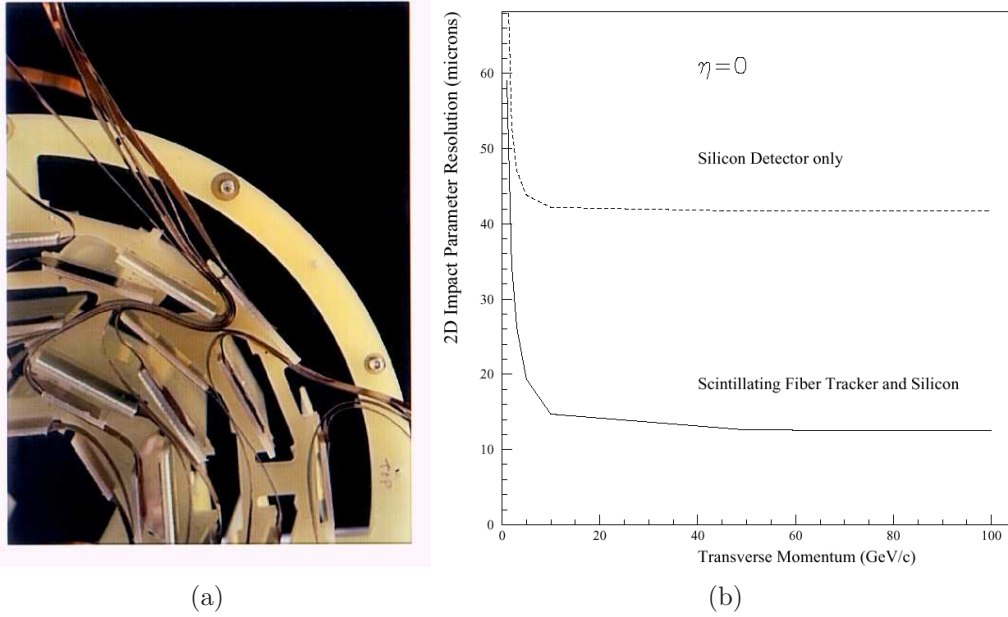 2D Impact Parameter Resolution (microns)
60
50
40
30
20
10
0
η=0
Silicon Detector only
Scintillating Fiber Tracker and Silicon
0 20 40 60 80 100
Transverse Momentum (GeV/c)
(a) (b)